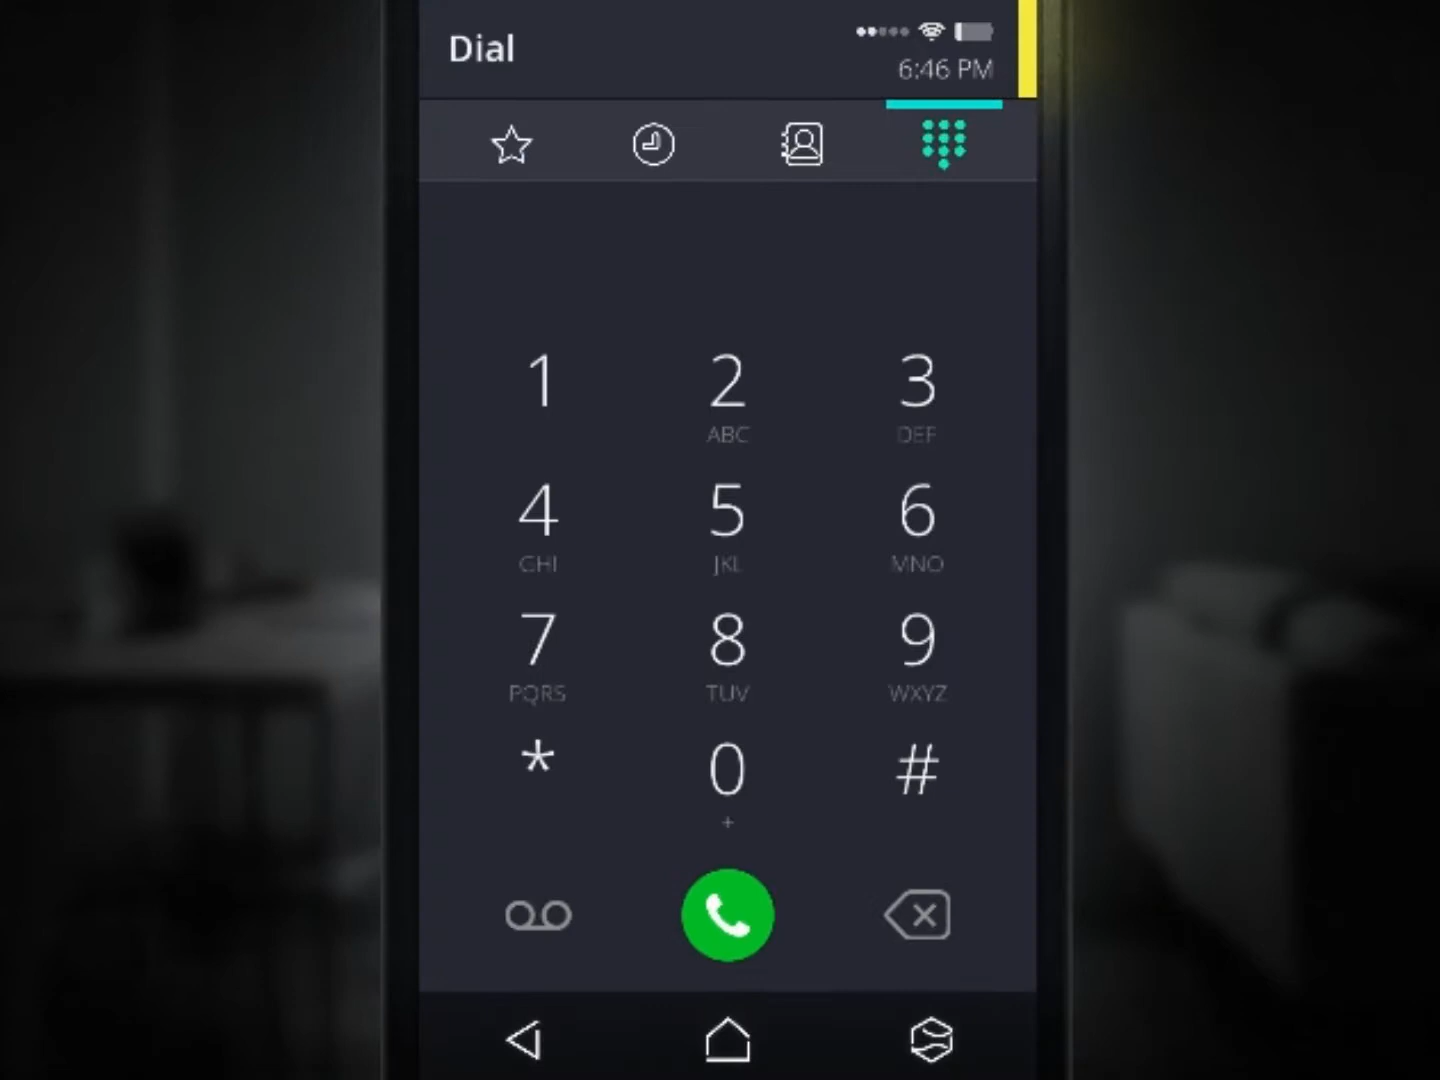 Dial
6:46 PM
1 2 3
ABC DEF
4 5 6
GHI JKL MNO
7 8 9
PQRS TUV WXYZ
* 0 #
+